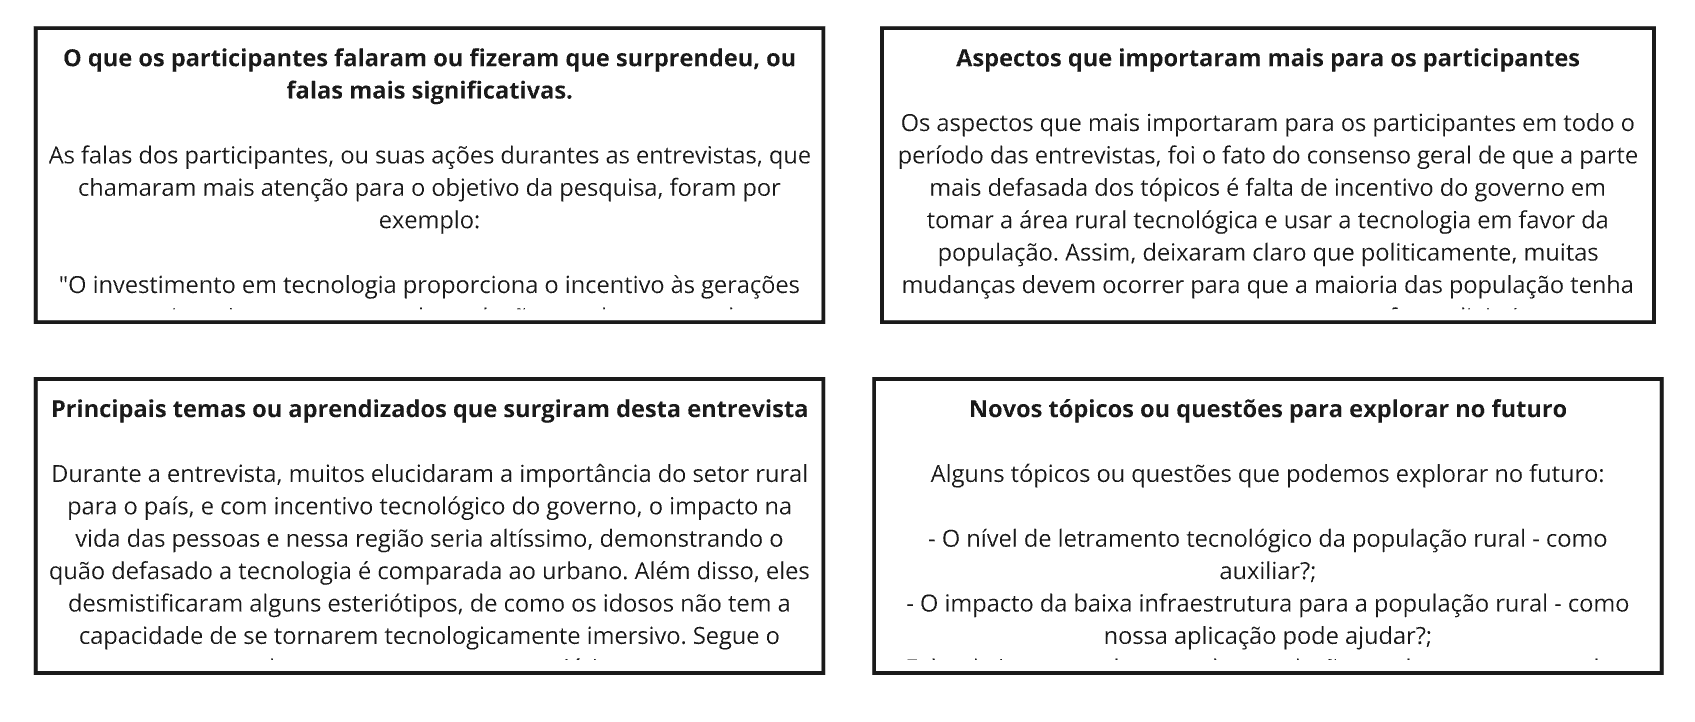 O que os participantes falaram ou fizeram que surpreendeu, ou
falas mais significativas.
As falas dos participantes, ou suas ações durantes as entrevistas, que
chamaram mais atenção para o objetivo da pesquisa, foram por
exemplo:
"O investimento em tecnologia proporciona o incentivo às gerações
Aspectos que importaram mais para os participantes
Os aspectos que mais importaram para os participantes em todo o
período das entrevistas, foi o fato do consenso geral de que a parte
mais defasada dos tópicos é falta de incentivo do governo em
tomar a área rural tecnológica e usar a tecnologia em favor da
população. Assim, deixaram claro que politicamente, muitas
mudanças devem ocorrer para que a maioria das população tenha
Principais temas ou aprendizados que surgiram desta entrevista
Durante a entrevista, muitos elucidaram a importância do setor rural
para o país, e com incentivo tecnológico do governo, o impacto na
vida das pessoas e nessa região seria altíssimo, demonstrando o
quão defasado a tecnologia é comparada ao urbano. Além disso, eles
desmistificaram alguns esteriótipos, de como os idosos não tem a
capacidade de se tornarem tecnologicamente imersivo. Segue o
Novos tópicos ou questões para explorar no futuro
Alguns tópicos ou questões que podemos explorar no futuro:
- O nível de letramento tecnológico da população rural - como
auxiliar?;
- O impacto da baixa infraestrutura para a população rural - como
nossa aplicação pode ajudar?;